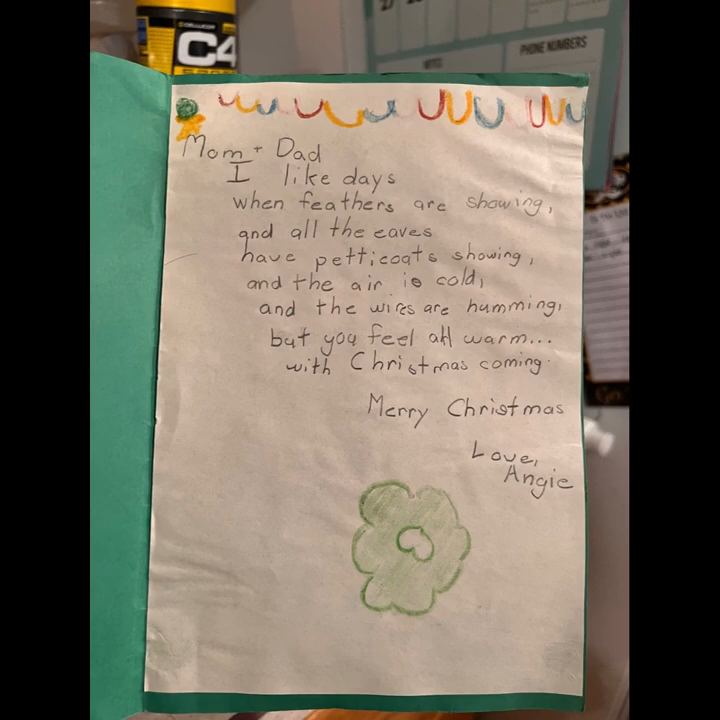 CELLUCOR
C4
PHONE NUMBERS
Mom + Dad
I like days
when feathers are showing,
and all the eaves
have petticoats showing,
and the air is cold,
and the wires are humming,
but you feel all warm...
with Christmas coming.
Merry Christmas
Love,
Angie